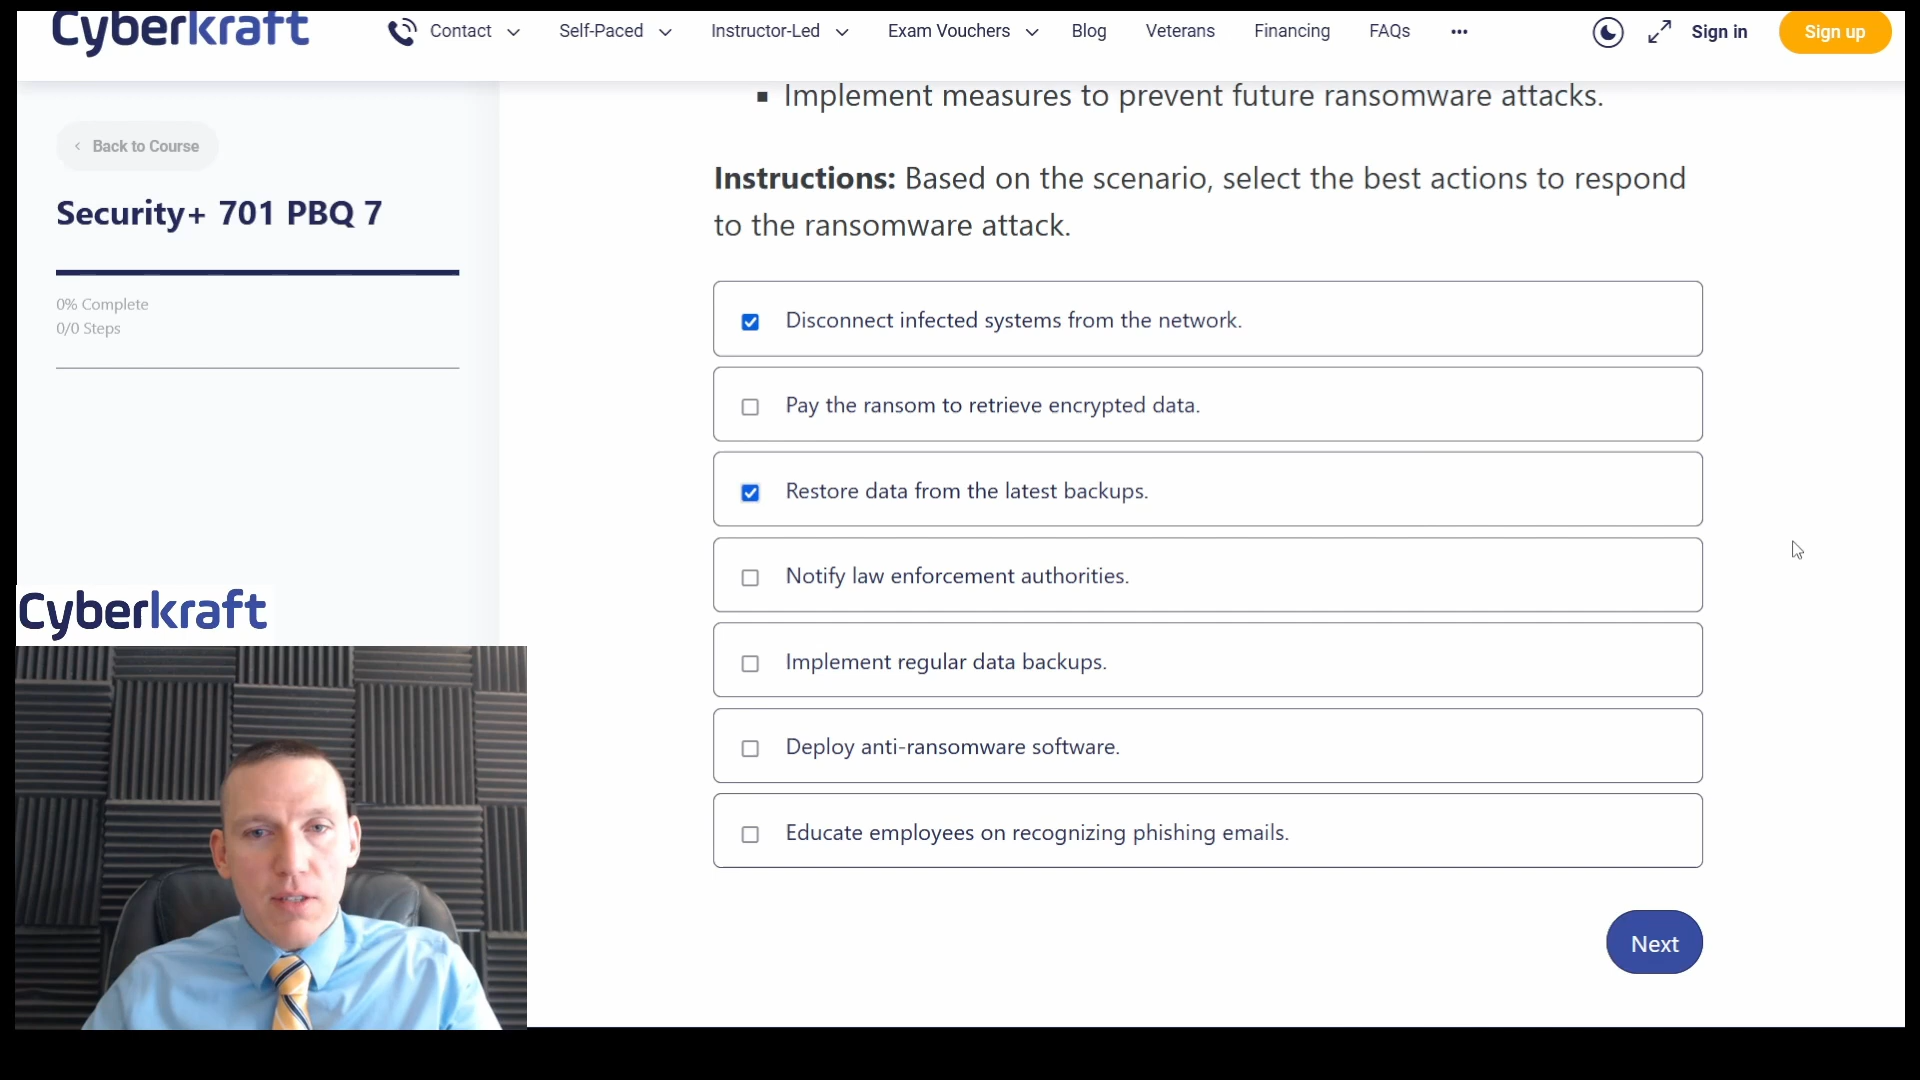 Cyberkraft
Contact
Self-Paced
Instructor-Led
Exam Vouchers
Blog
Veterans
Financing
FAQs
Sign in
Sign up
Implement measures to prevent future ransomware attacks.
Back to Course
Security+ 701 PBQ 7
0% Complete
0/0 Steps
Instructions: Based on the scenario, select the best actions to respond
to the ransomware attack.
Disconnect infected systems from the network.
Pay the ransom to retrieve encrypted data.
Restore data from the latest backups.
Notify law enforcement authorities.
Implement regular data backups.
Deploy anti-ransomware software.
Educate employees on recognizing phishing emails.
Next
Cyberkraft